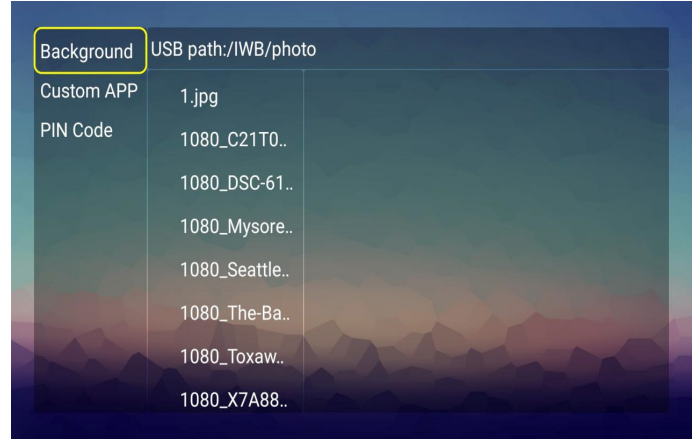 Background
USB path:/IWB/photo
Custom APP
PIN Code
1.jpg
1080_C21T0..
1080_DSC-61..
1080_Mysore..
1080_Seattle..
1080_The-Ba..
1080_Toxaw..
1080_X7A88..